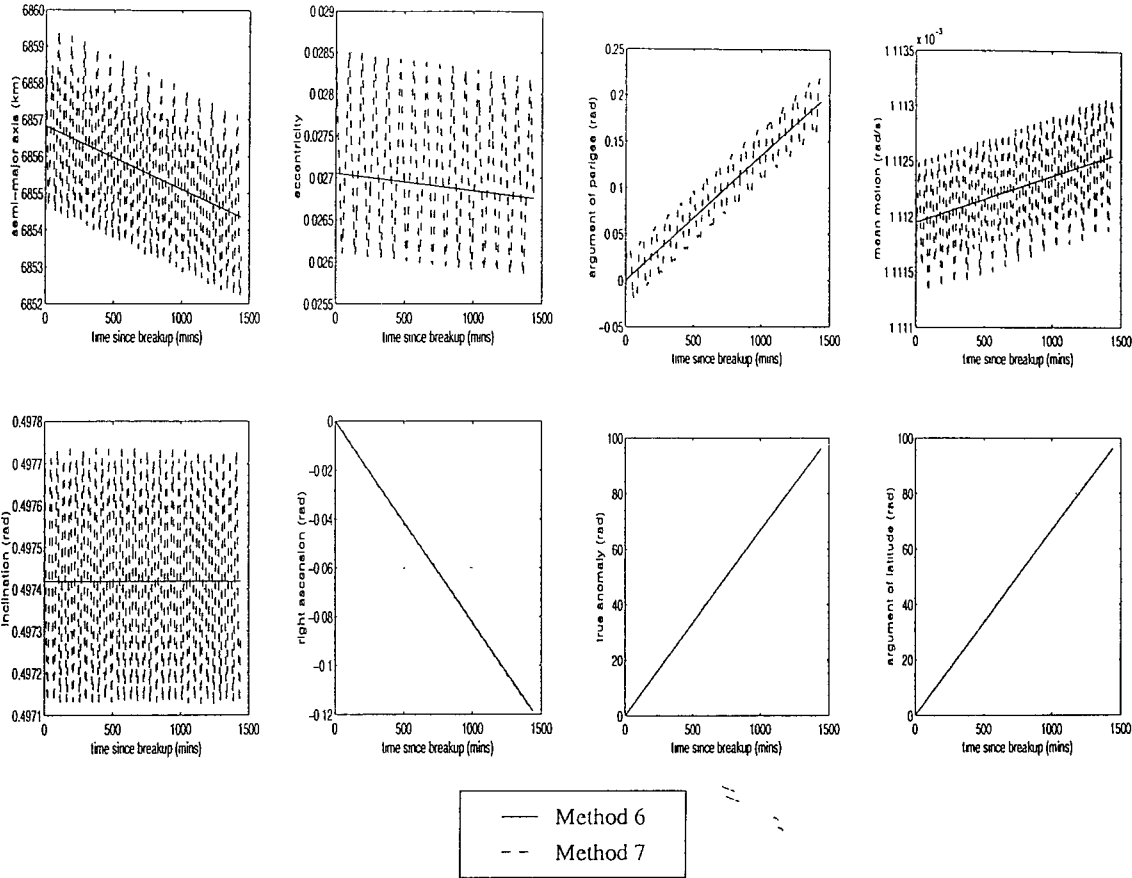 6860
6859
6858
6857
6856
6855
6854
6853
6852
semi-major axis (km)
0 500 1000 1500
time since breakup (mins)
0 0285
0 028
0 0275
0 027
0 0265
0 026
0 0255
eccentricity
0 500 1000 1500
time since breakup (mins)
0.25
0.2
0.15
0.1
0.05
0
-0.05
argument of perigee (rad)
0 500 1000 1500
time since breakup (mins)
x 10^-3
1 1135
1 113
1 1125
1 112
1 1115
1 111
mean motion (rad/s)
0 500 1000 1500
time since breakup (mins)
0.4978
0.4977
0.4976
0.4975
0.4974
0.4973
0.4972
0.4971
Inclination (rad)
0 500 1000 1500
time since breakup (mins)
0
-0 02
-0 04
-0 06
-0 08
-0 1
-0 12
right ascension (rad)
0 500 1000 1500
time since breakup (mins)
100
80
60
40
20
0
true anomaly (rad)
0 500 1000 1500
time since breakup (mins)
100
80
60
40
20
0
argument of latitude (rad)
0 500 1000 1500
time since breakup (mins)
Method 6
Method 7